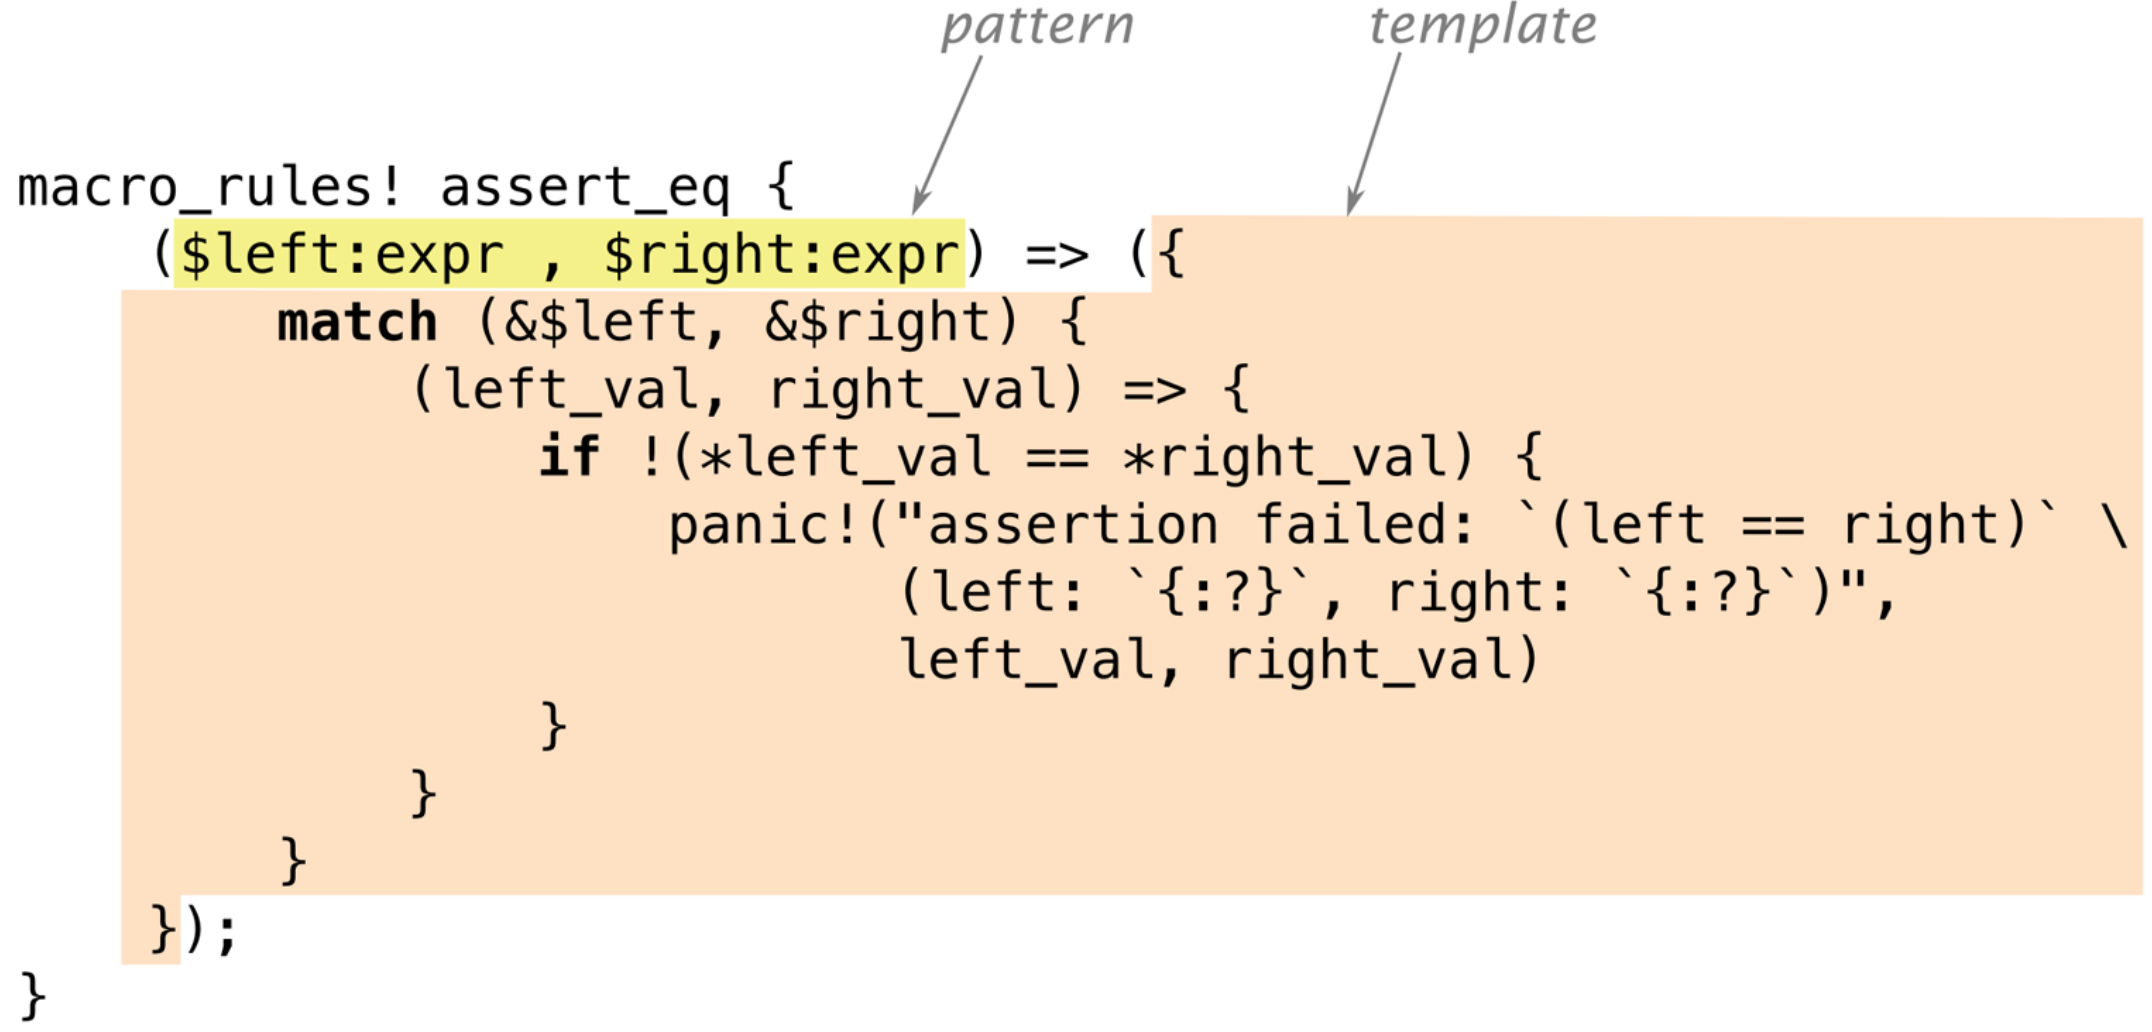 pattern template
macro_rules! assert_eq {
    ($left:expr , $right:expr) => ({
        match (&$left, &$right) {
            (left_val, right_val) => {
                if !(*left_val == *right_val) {
                    panic!("assertion failed: `(left == right)` \
                           (left: `{:?}`, right: `{:?}`)",
                           left_val, right_val)
                }
            }
        }
    });
}